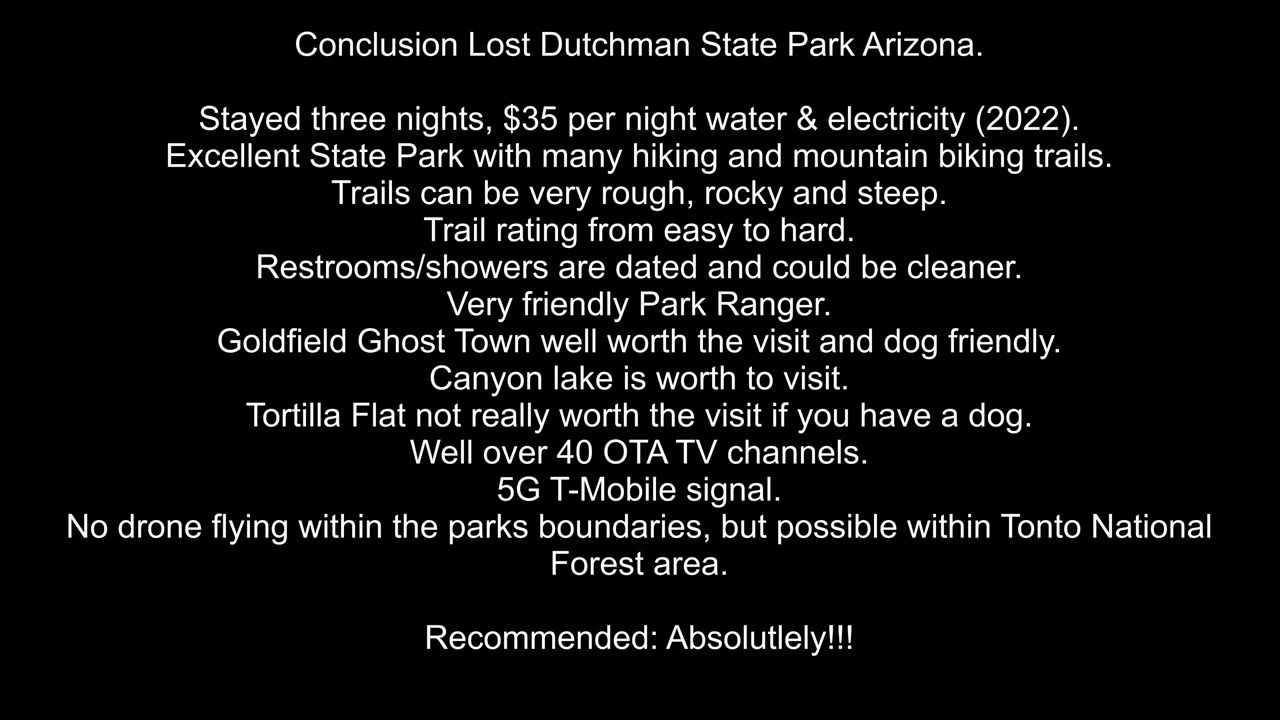 Conclusion Lost Dutchman State Park Arizona.
Stayed three nights, $35 per night water & electricity (2022).
Excellent State Park with many hiking and mountain biking trails.
Trails can be very rough, rocky and steep.
Trail rating from easy to hard.
Restrooms/showers are dated and could be cleaner.
Very friendly Park Ranger.
Goldfield Ghost Town well worth the visit and dog friendly.
Canyon lake is worth to visit.
Tortilla Flat not really worth the visit if you have a dog.
Well over 40 OTA TV channels.
5G T-Mobile signal.
No drone flying within the parks boundaries, but possible within Tonto National
Forest area.
Recommended: Absolutlely!!!